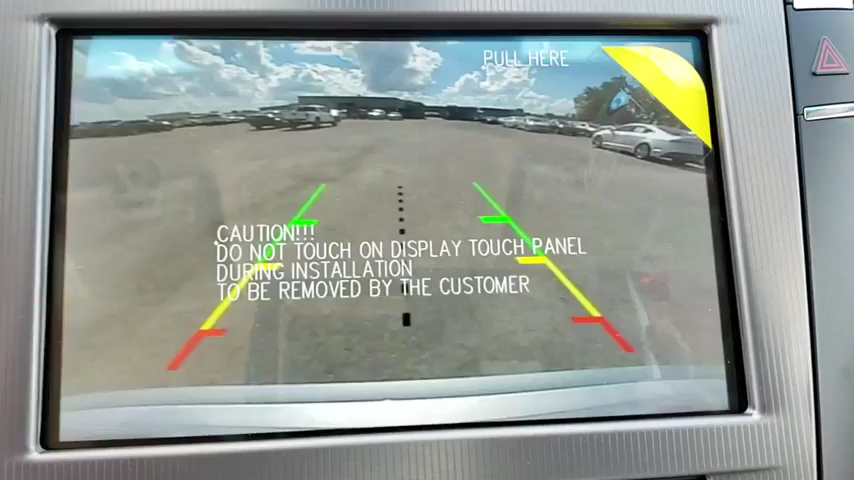 PULL HERE
CAUTION!!!
DO NOT TOUCH ON DISPLAY TOUCH PANEL
DURING INSTALLATION
TO BE REMOVED BY THE CUSTOMER